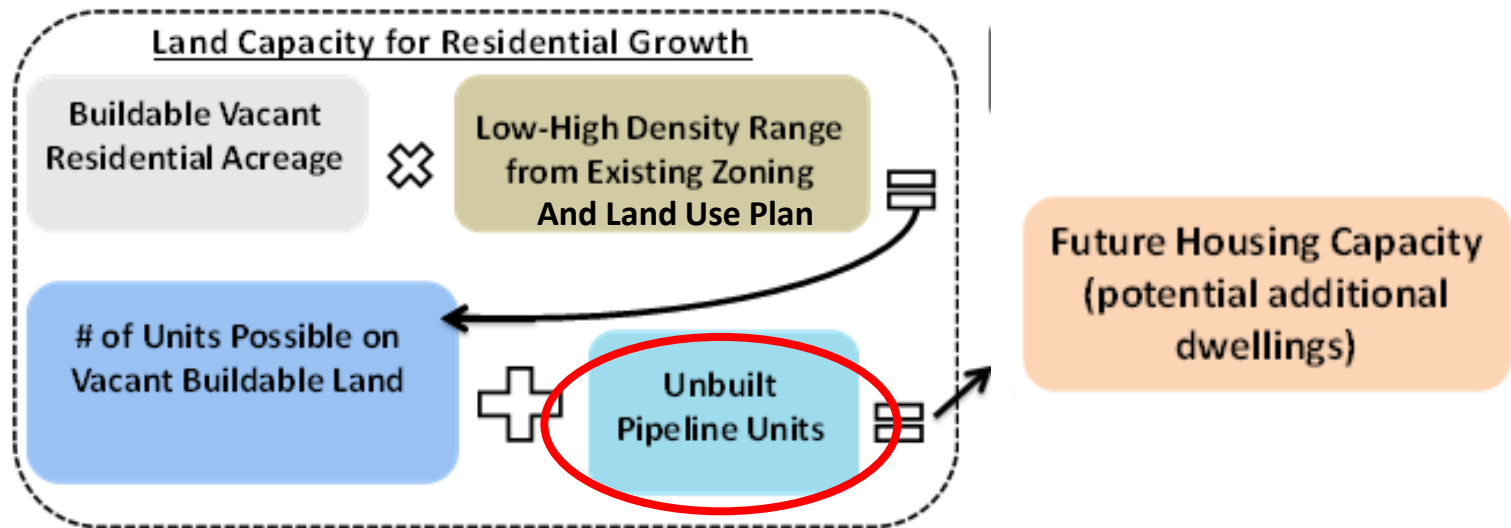 Land Capacity for Residential Growth
Buildable Vacant
Residential Acreage
Low-High Density Range
from Existing Zoning
And Land Use Plan
# of Units Possible on
Vacant Buildable Land
Unbuilt
Pipeline Units
Future Housing Capacity
(potential additional
dwellings)